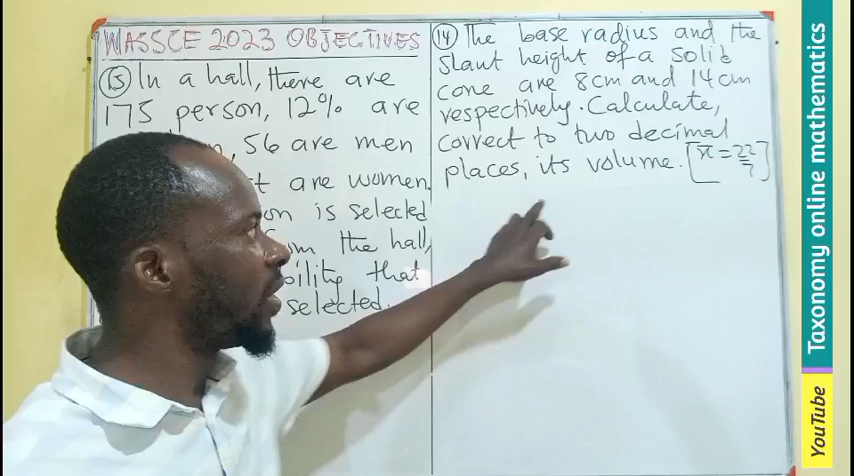 WASSCE 2023 OBJECTIVES
15 In a hall, there are
175 person, 12% are
56 are men
are women.
is selected
the hall,
that
selected.
14 The base radius and the
slant height of a solid
cone are 8cm and 14cm
respectively. Calculate,
correct to two decimal
places, its volume. [π = 22/7]
Taxonomy online mathematics
YouTube